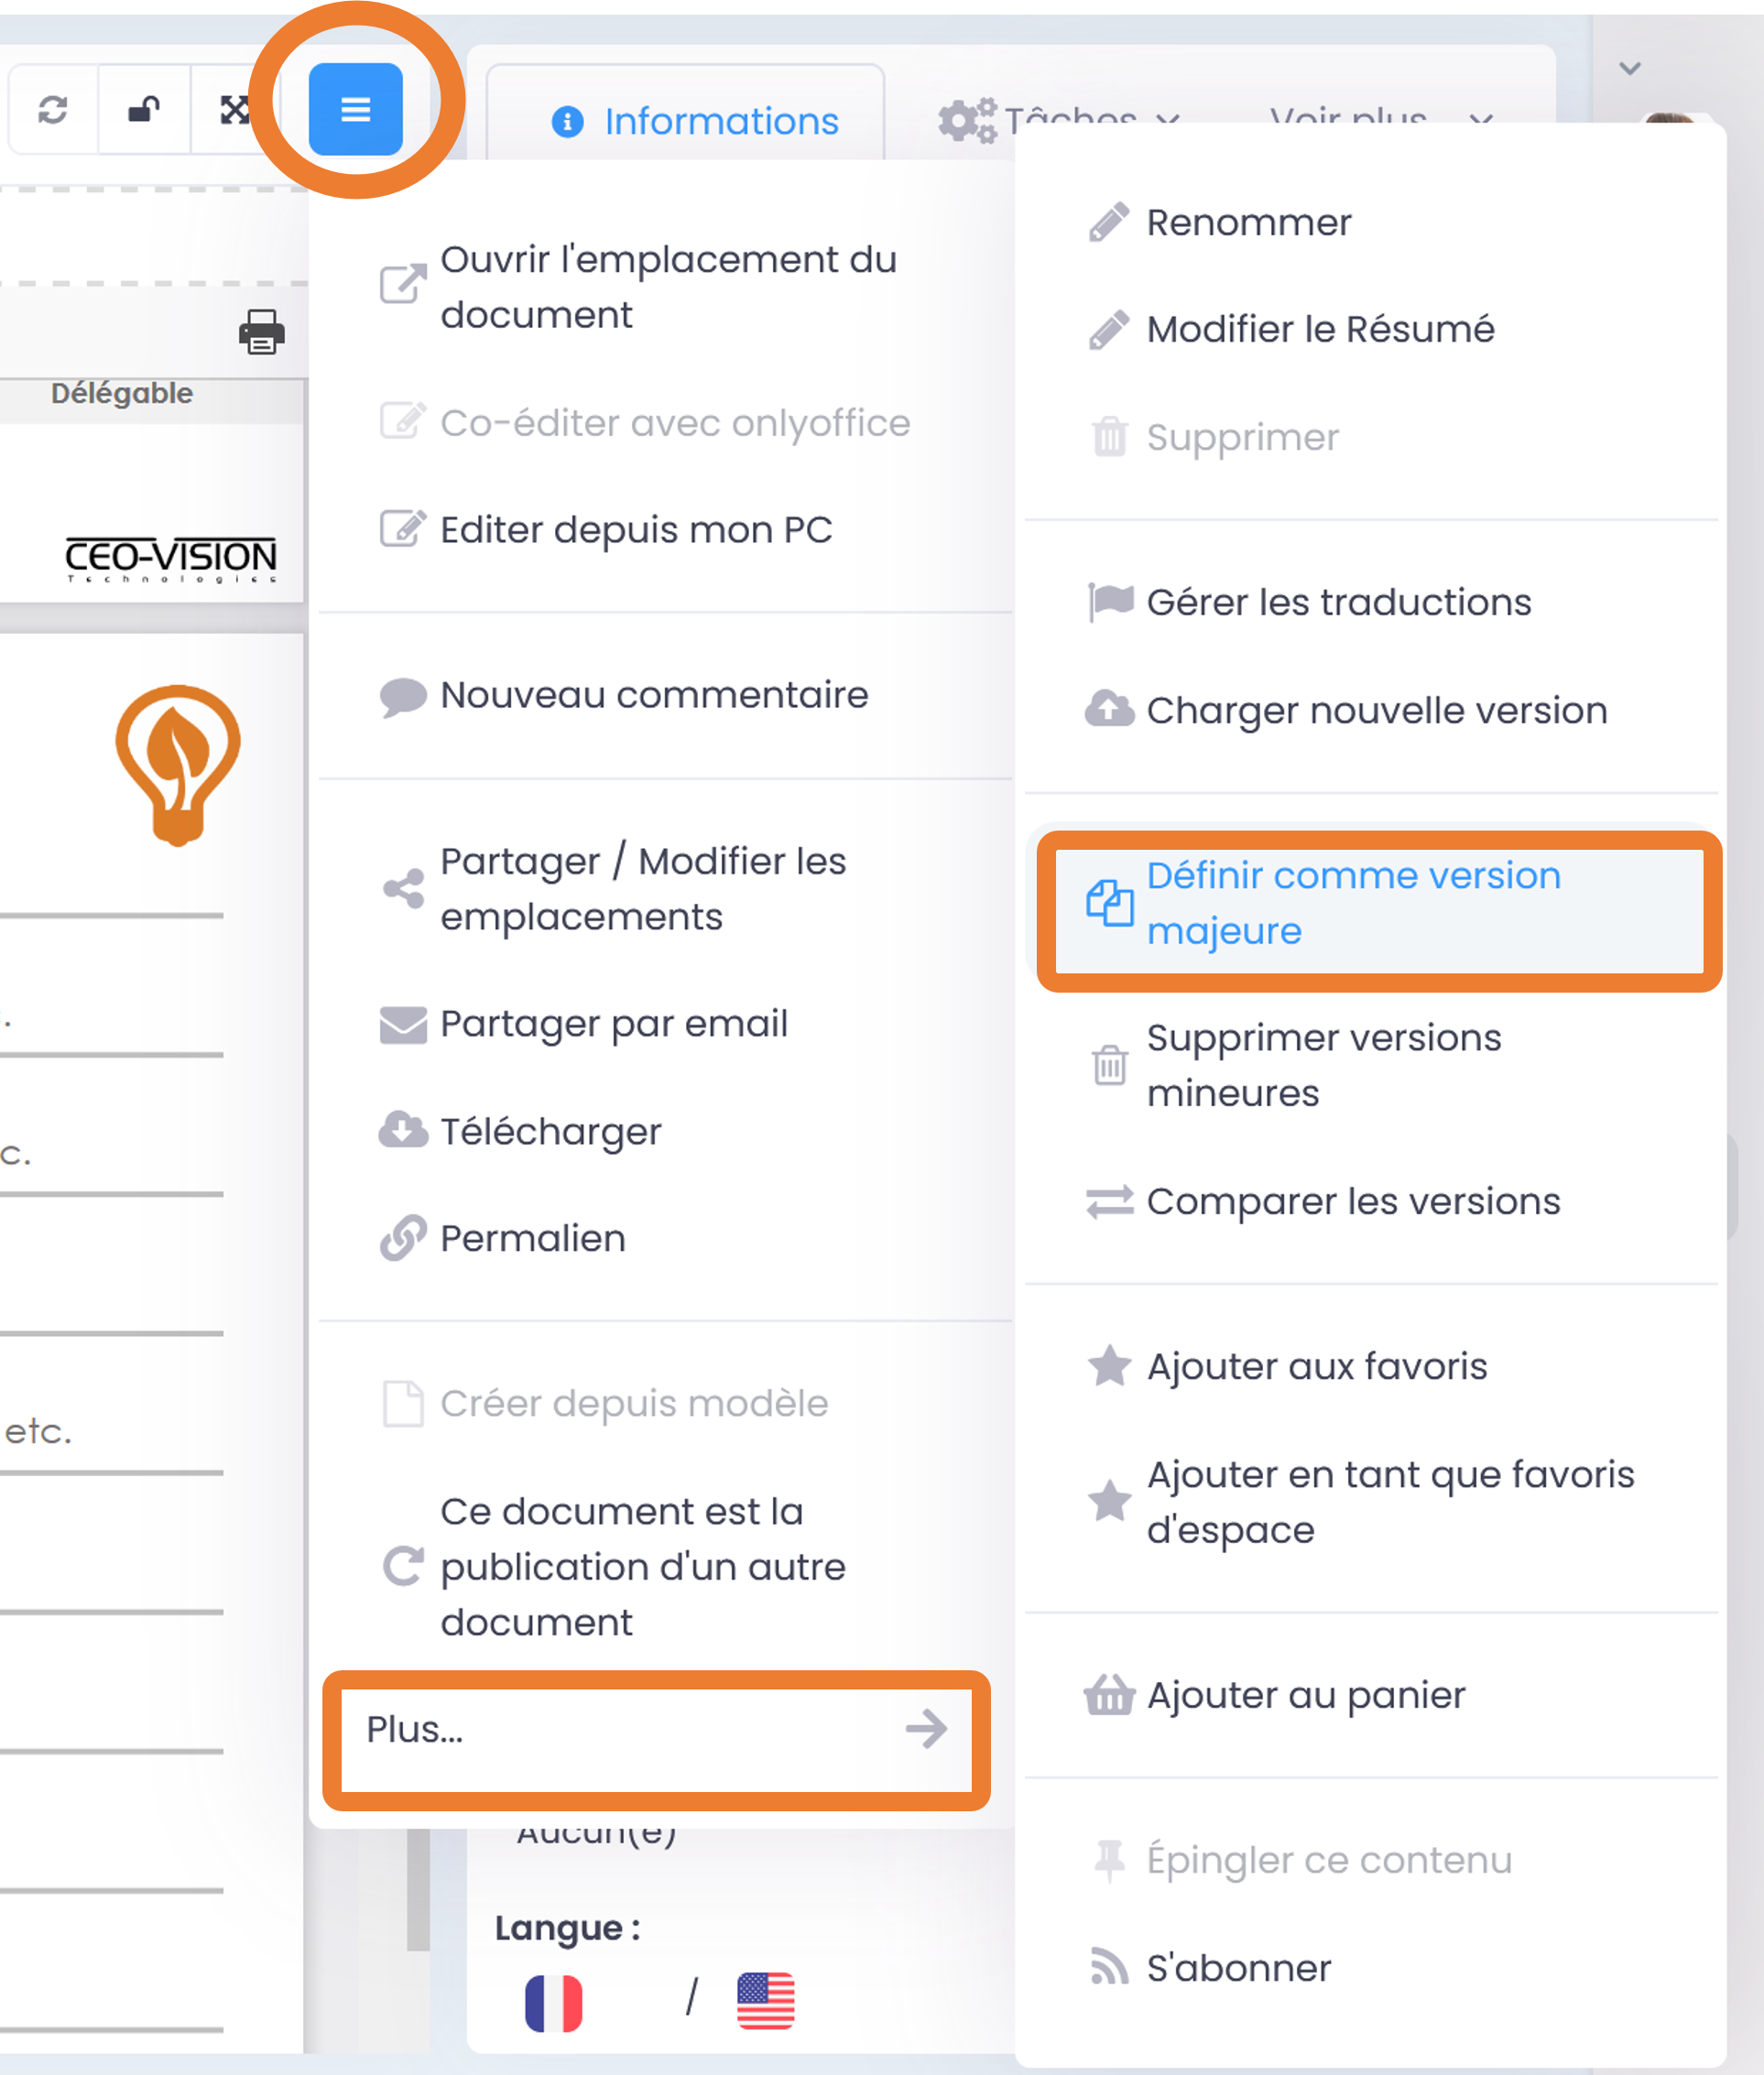 Informations
Tâches
Voir plus
Délégable
CEO-VISION
Technologies
.
c.
etc.
Ouvrir l'emplacement du
document
Co-éditer avec onlyoffice
Editer depuis mon PC
Nouveau commentaire
Partager / Modifier les
emplacements
Partager par email
Télécharger
Permalien
Créer depuis modèle
Ce document est la
publication d'un autre
document
Plus...
Aucun(e)
Langue :
/
Renommer
Modifier le Résumé
Supprimer
Gérer les traductions
Charger nouvelle version
Définir comme version
majeure
Supprimer versions
mineures
Comparer les versions
Ajouter aux favoris
Ajouter en tant que favoris
d'espace
Ajouter au panier
Épingler ce contenu
S'abonner